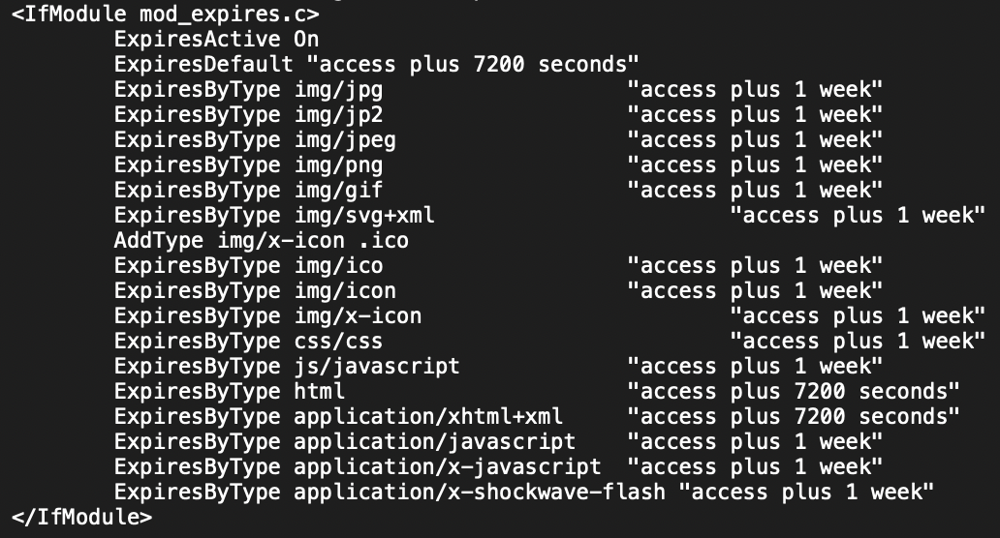 <IfModule mod_expires.c>
ExpiresActive On
ExpiresDefault "access plus 7200 seconds"
ExpiresByType img/jpg "access plus 1 week"
ExpiresByType img/jp2 "access plus 1 week"
ExpiresByType img/jpeg "access plus 1 week"
ExpiresByType img/png "access plus 1 week"
ExpiresByType img/gif "access plus 1 week"
ExpiresByType img/svg+xml "access plus 1 week"
AddType img/x-icon .ico
ExpiresByType img/ico "access plus 1 week"
ExpiresByType img/icon "access plus 1 week"
ExpiresByType img/x-icon "access plus 1 week"
ExpiresByType css/css "access plus 1 week"
ExpiresByType js/javascript "access plus 1 week"
ExpiresByType html "access plus 7200 seconds"
ExpiresByType application/xhtml+xml "access plus 7200 seconds"
ExpiresByType application/javascript "access plus 1 week"
ExpiresByType application/x-javascript "access plus 1 week"
ExpiresByType application/x-shockwave-flash "access plus 1 week"
</IfModule>